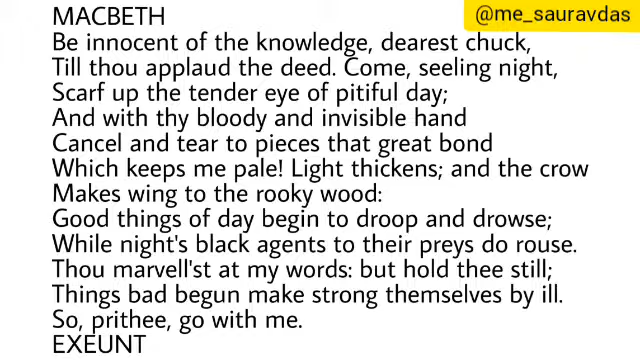 MACBETH
@me_sauravdas
Be innocent of the knowledge, dearest chuck,
Till thou applaud the deed. Come, seeling night,
Scarf up the tender eye of pitiful day;
And with thy bloody and invisible hand
Cancel and tear to pieces that great bond
Which keeps me pale! Light thickens; and the crow
Makes wing to the rooky wood:
Good things of day begin to droop and drowse;
While night's black agents to their preys do rouse.
Thou marvell'st at my words: but hold thee still;
Things bad begun make strong themselves by ill.
So, prithee, go with me.
EXEUNT